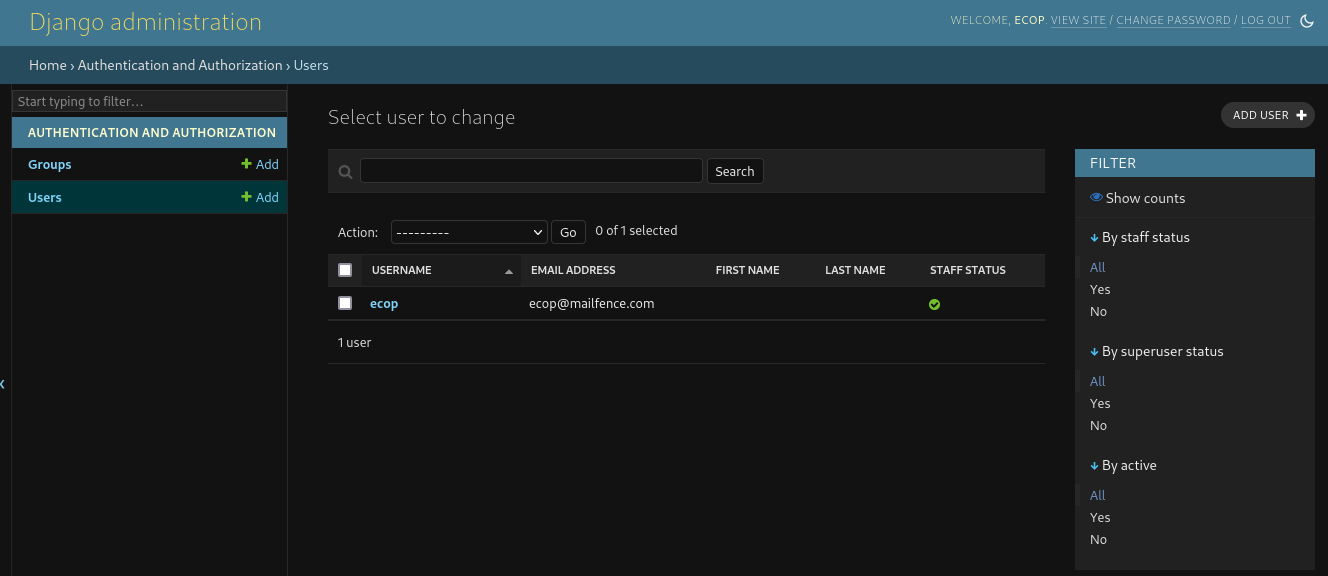 Django administration
WELCOME, ECOP. VIEW SITE / CHANGE PASSWORD / LOG OUT
Home › Authentication and Authorization › Users
Start typing to filter…
AUTHENTICATION AND AUTHORIZATION
Groups + Add
Users + Add
Select user to change
ADD USER +
Search
Action: --------- Go 0 of 1 selected
USERNAME EMAIL ADDRESS FIRST NAME LAST NAME STAFF STATUS
ecop ecop@mailfence.com
1 user
FILTER
Show counts
↓ By staff status
All
Yes
No
↓ By superuser status
All
Yes
No
↓ By active
All
Yes
No